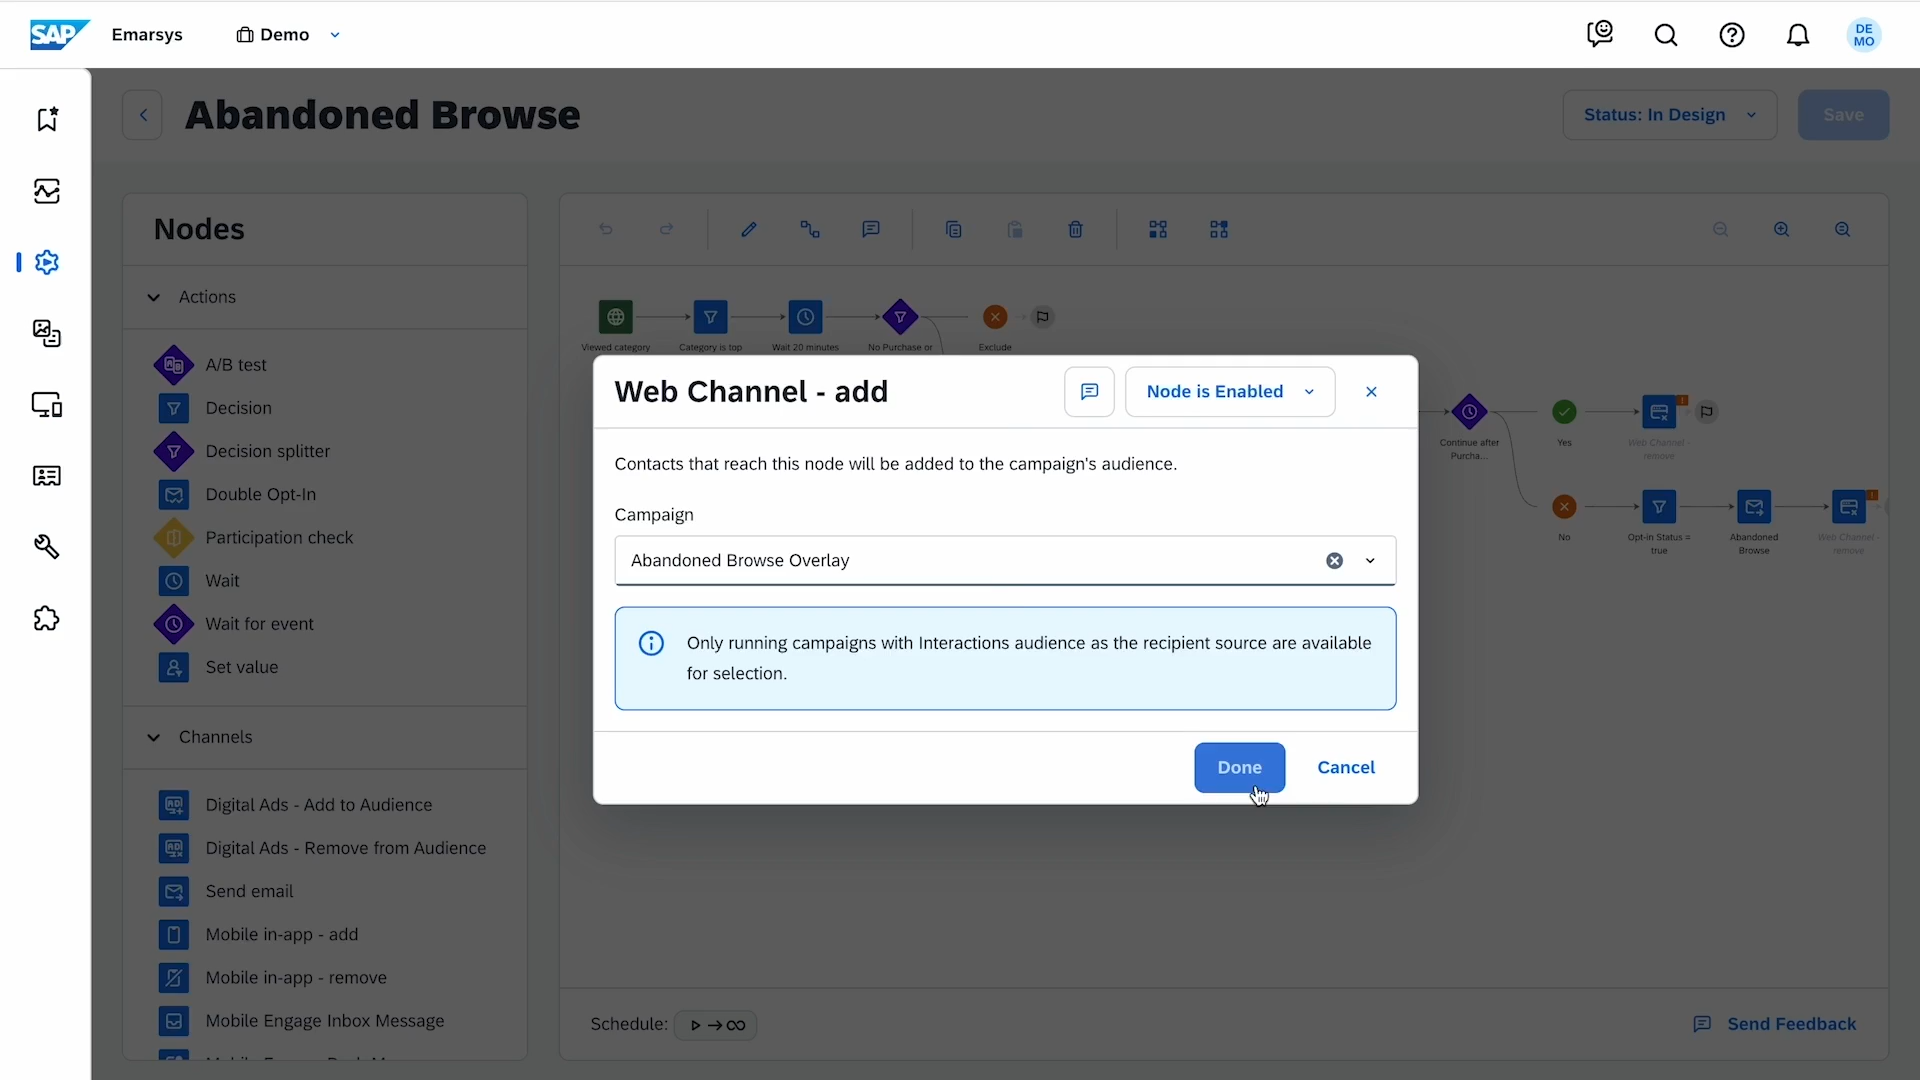 SAP
Emarsys
Demo
DE
MO
Abandoned Browse
Status: In Design
Save
Nodes
Actions
A/B test
Decision
Decision splitter
Double Opt-In
Participation check
Wait
Wait for event
Set value
Channels
Digital Ads - Add to Audience
Digital Ads - Remove from Audience
Send email
Mobile in-app - add
Mobile in-app - remove
Mobile Engage Inbox Message
Viewed category
Category is top
Wait 20 minutes
No Purchase or
Exclude
Web Channel - add
Node is Enabled
Contacts that reach this node will be added to the campaign's audience.
Campaign
Abandoned Browse Overlay
Only running campaigns with Interactions audience as the recipient source are available
for selection.
Done
Cancel
Continue after
Purcha...
Yes
Web Channel -
remove
No
Opt-in Status =
true
Abandoned
Browse
Web Channel -
remove
Schedule:
Send Feedback